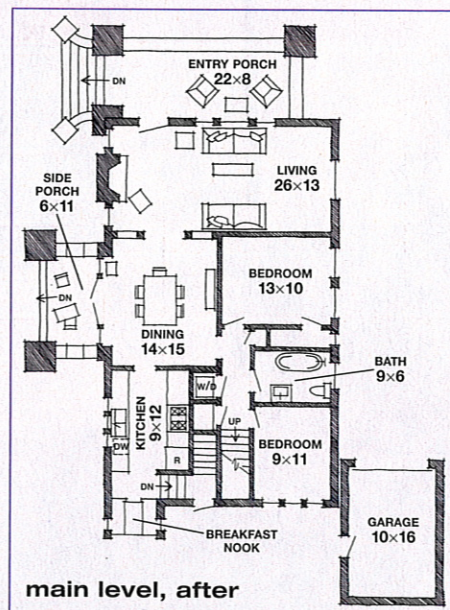 DN
ENTRY PORCH
22×8
LIVING
26×13
SIDE
PORCH
6×11
DN
BEDROOM
13×10
DINING
14×15
BATH
9×6
W/D
KITCHEN
9×12
DW
R
UP
BEDROOM
9×11
DN
BREAKFAST
NOOK
GARAGE
10×16
main level, after